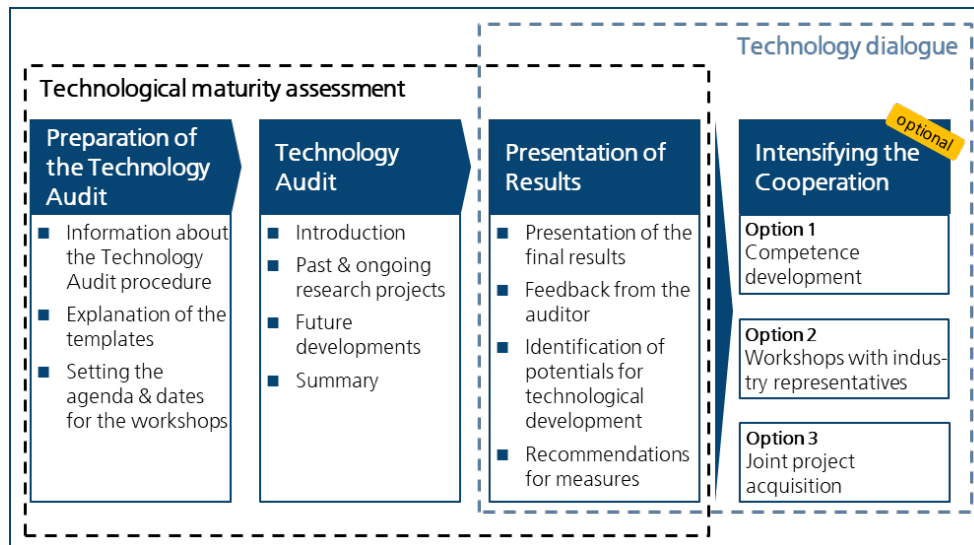 Technology dialogue
Technological maturity assessment
Preparation of
the Technology
Audit
Information about
the Technology
Audit procedure
Explanation of the
templates
Setting the
agenda & dates
for the workshops
Technology
Audit
Introduction
Past & ongoing
research projects
Future
developments
Summary
Presentation of
Results
Presentation of the
final results
Feedback from the
auditor
Identification of
potentials for
technological
development
Recommendations
for measures
optional
Intensifying the
Cooperation
Option 1
Competence
development
Option 2
Workshops with indus-
try representatives
Option 3
Joint project
acquisition